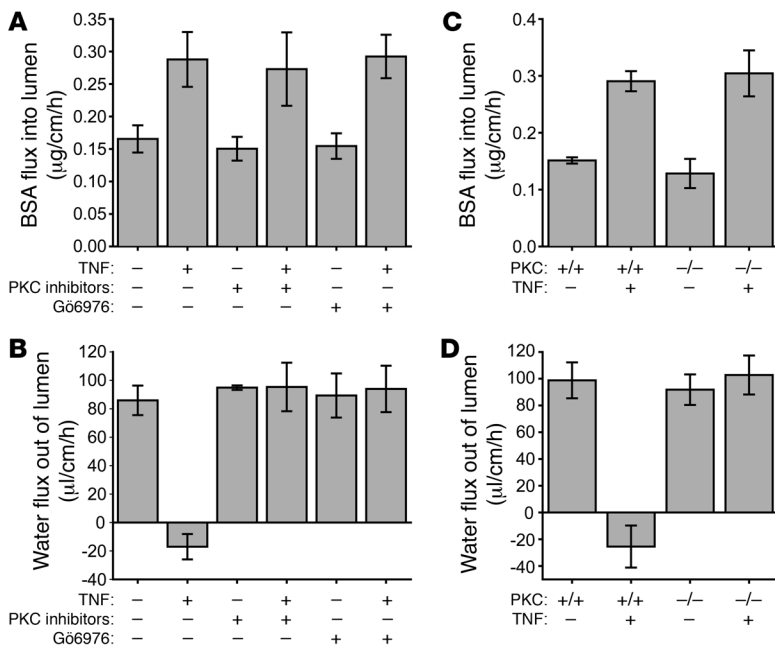 A
BSA flux into lumen
(μg/cm/h)
0.35
0.30
0.25
0.20
0.15
0.10
0.05
0.00
TNF: – + – + – +
PKC inhibitors: – – + + – –
Gö6976: – – – – + +
C
BSA flux into lumen
(μg/cm/h)
0.4
0.3
0.2
0.1
0.0
PKC: +/+ +/+ –/– –/–
TNF: – + – +
B
Water flux out of lumen
(μl/cm/h)
120
100
80
60
40
20
0
-20
-40
TNF: – + – + – +
PKC inhibitors: – – + + – –
Gö6976: – – – – + +
D
Water flux out of lumen
(μl/cm/h)
120
100
80
60
40
20
0
-20
-40
PKC: +/+ +/+ –/– –/–
TNF: – + – +